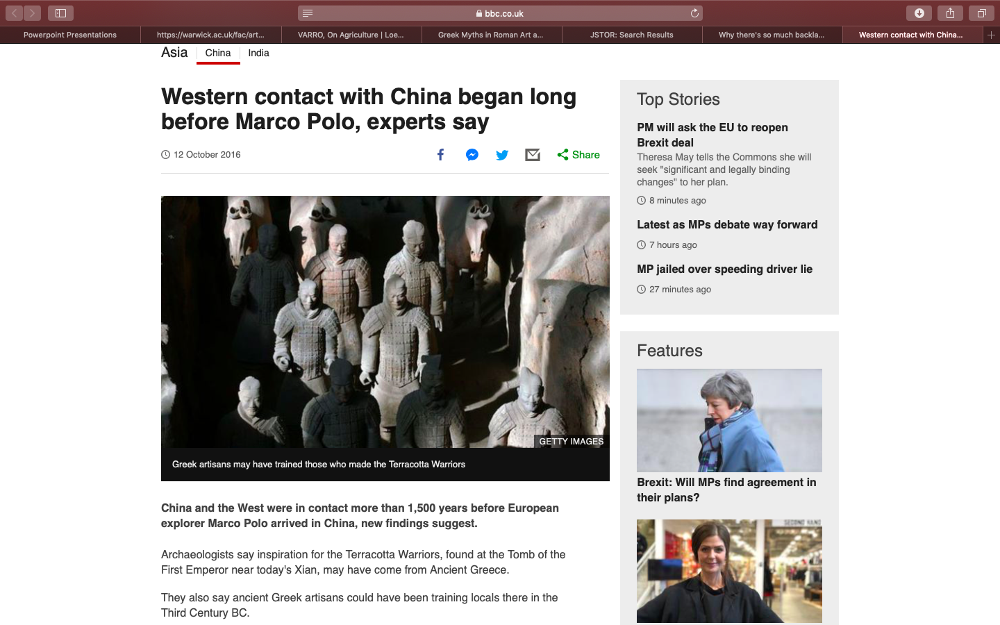 bbc.co.uk
Powerpoint Presentations
https://warwick.ac.uk/fac/art...
VARRO, On Agriculture | Loe...
Greek Myths in Roman Art a...
JSTOR: Search Results
Why there's so much backla...
Western contact with China...
Asia
China
India
Western contact with China began long
before Marco Polo, experts say
12 October 2016
Share
GETTY IMAGES
Greek artisans may have trained those who made the Terracotta Warriors
China and the West were in contact more than 1,500 years before European
explorer Marco Polo arrived in China, new findings suggest.
Archaeologists say inspiration for the Terracotta Warriors, found at the Tomb of the
First Emperor near today's Xian, may have come from Ancient Greece.
They also say ancient Greek artisans could have been training locals there in the
Third Century BC.
Top Stories
PM will ask the EU to reopen
Brexit deal
Theresa May tells the Commons she will
seek "significant and legally binding
changes" to her plan.
8 minutes ago
Latest as MPs debate way forward
7 hours ago
MP jailed over speeding driver lie
27 minutes ago
Features
Brexit: Will MPs find agreement in
their plans?
SECOND HAND